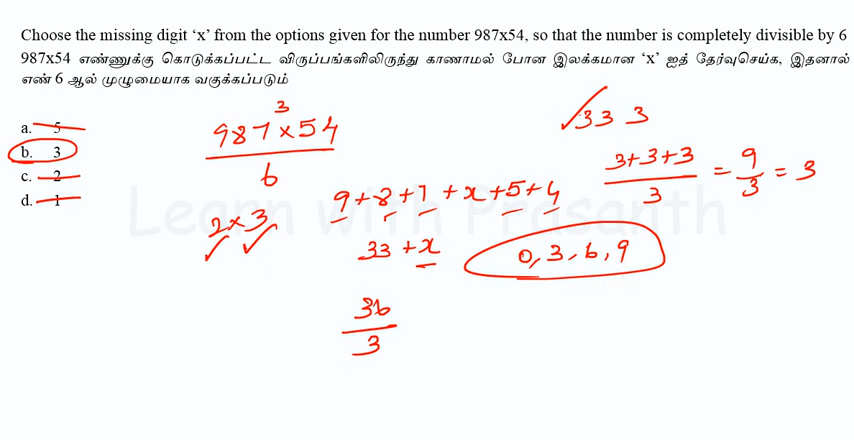 Choose the missing digit ‘x’ from the options given for the number 987x54, so that the number is completely divisible by 6
987x54 எண்ணுக்கு கொடுக்கப்பட்ட விருப்பங்களிலிருந்து காணாமல் போன இலக்கமான ‘x’ ஐத் தேர்வுசெய்க, இதனால்
எண் 6 ஆல் முழுமையாக வகுக்கப்படும்
a. 5
b. 3
c. 2
d. 1
3
987x54
6
2x3
9+8+7+x+5+4
33+x
0,3,6,9
36
3
333
3+3+3
3
= 9
3
= 3
Learn with Prasanth